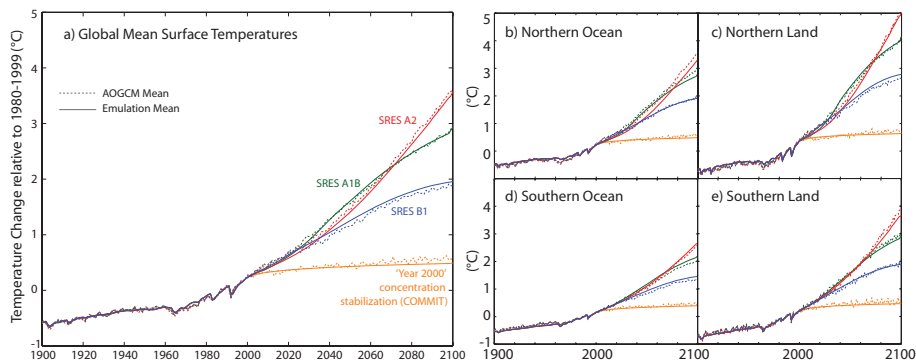 a) Global Mean Surface Temperatures
AOGCM Mean
Emulation Mean
SRES A2
SRES A1B
SRES B1
'Year 2000'
concentration
stabilization (COMMIT)
Temperature Change relative to 1980-1999 (°C)
5
4
3
2
1
0
-1
1900 1920 1940 1960 1980 2000 2020 2040 2060 2080 2100
b) Northern Ocean
c) Northern Land
(°C)
5
4
3
2
1
0
d) Southern Ocean
e) Southern Land
(°C)
4
3
2
1
0
-1
1900 2000 2100
2000 2100